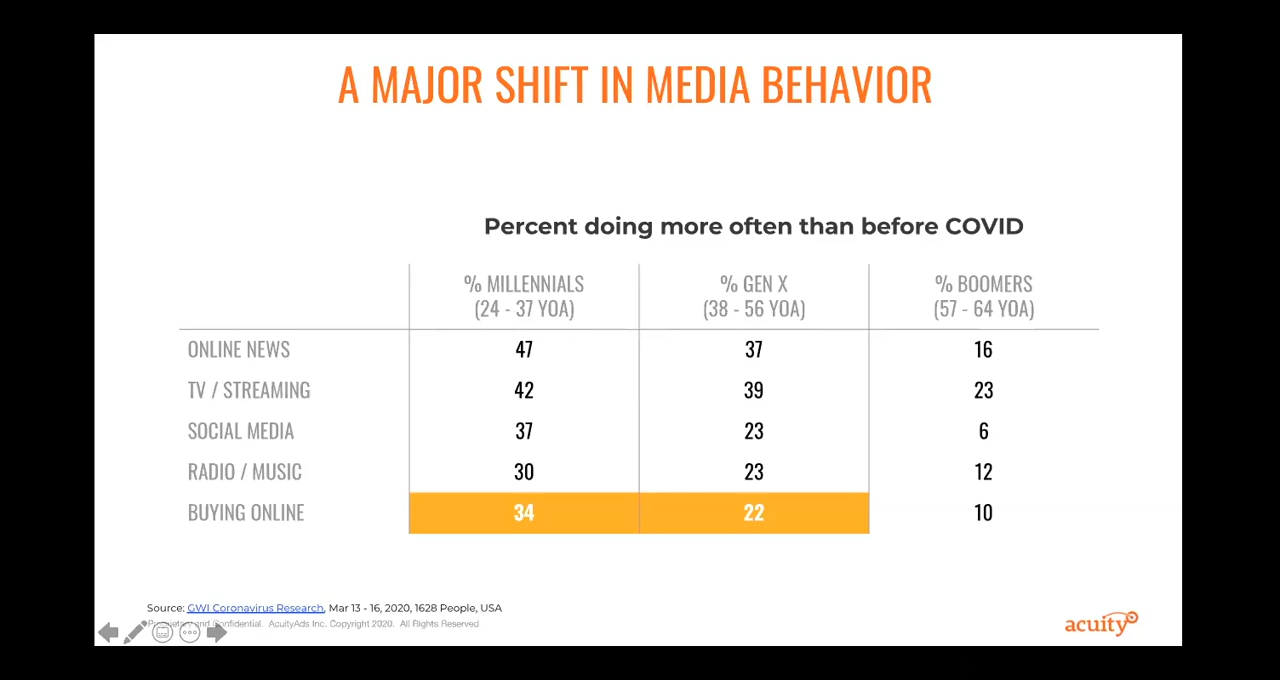 A MAJOR SHIFT IN MEDIA BEHAVIOR
Percent doing more often than before COVID
% MILLENNIALS % GEN X % BOOMERS
(24 - 37 YOA) (38 - 56 YOA) (57 - 64 YOA)
ONLINE NEWS 47 37 16
TV / STREAMING 42 39 23
SOCIAL MEDIA 37 23 6
RADIO / MUSIC 30 23 12
BUYING ONLINE 34 22 10
Source: GWI Coronavirus Research, Mar 13 - 16, 2020, 1628 People, USA
Proprietary and Confidential. AcuityAds Inc. Copyright 2020. All Rights Reserved
acuity